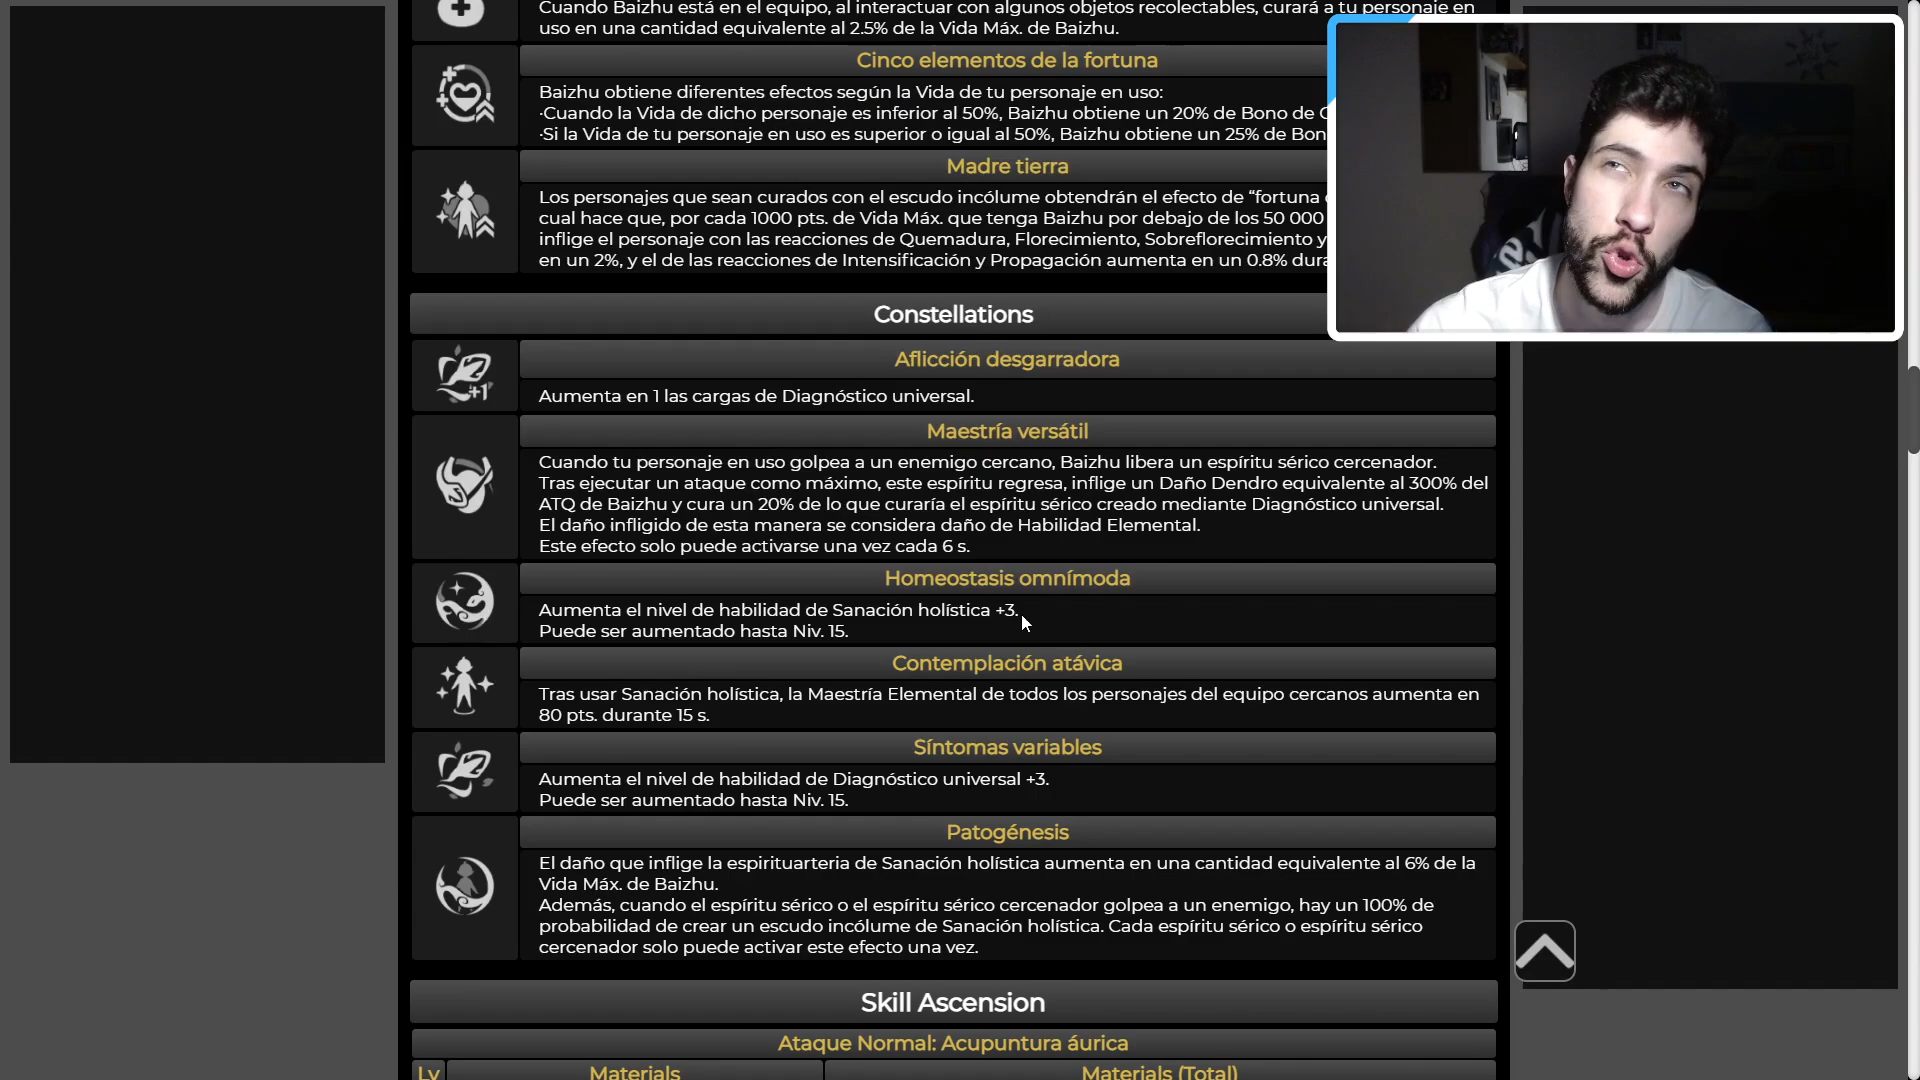 Cuando Baizhu está en el equipo, al interactuar con algunos objetos recolectables, curará a tu personaje en
uso en una cantidad equivalente al 2.5% de la Vida Máx. de Baizhu.
Cinco elementos de la fortuna
Baizhu obtiene diferentes efectos según la Vida de tu personaje en uso:
·Cuando la Vida de dicho personaje es inferior al 50%, Baizhu obtiene un 20% de Bono de
·Si la Vida de tu personaje en uso es superior o igual al 50%, Baizhu obtiene un 25% de Bon
Madre tierra
Los personajes que sean curados con el escudo incólume obtendrán el efecto de “fortuna
cual hace que, por cada 1000 pts. de Vida Máx. que tenga Baizhu por debajo de los 50 000
inflige el personaje con las reacciones de Quemadura, Florecimiento, Sobreflorecimiento y
en un 2%, y el de las reacciones de Intensificación y Propagación aumenta en un 0.8% dura
Constellations
Aflicción desgarradora
+1
Aumenta en 1 las cargas de Diagnóstico universal.
Maestría versátil
Cuando tu personaje en uso golpea a un enemigo cercano, Baizhu libera un espíritu sérico cercenador.
Tras ejecutar un ataque como máximo, este espíritu regresa, inflige un Daño Dendro equivalente al 300% del
ATQ de Baizhu y cura un 20% de lo que curaría el espíritu sérico creado mediante Diagnóstico universal.
El daño infligido de esta manera se considera daño de Habilidad Elemental.
Este efecto solo puede activarse una vez cada 6 s.
Homeostasis omnímoda
Aumenta el nivel de habilidad de Sanación holística +3.
Puede ser aumentado hasta Niv. 15.
Contemplación atávica
Tras usar Sanación holística, la Maestría Elemental de todos los personajes del equipo cercanos aumenta en
80 pts. durante 15 s.
Síntomas variables
Aumenta el nivel de habilidad de Diagnóstico universal +3.
Puede ser aumentado hasta Niv. 15.
Patogénesis
El daño que inflige la espirituarteria de Sanación holística aumenta en una cantidad equivalente al 6% de la
Vida Máx. de Baizhu.
Además, cuando el espíritu sérico o el espíritu sérico cercenador golpea a un enemigo, hay un 100% de
probabilidad de crear un escudo incólume de Sanación holística. Cada espíritu sérico o espíritu sérico
cercenador solo puede activar este efecto una vez.
Skill Ascension
Ataque Normal: Acupuntura áurica
Lv Materials Materials (Total)